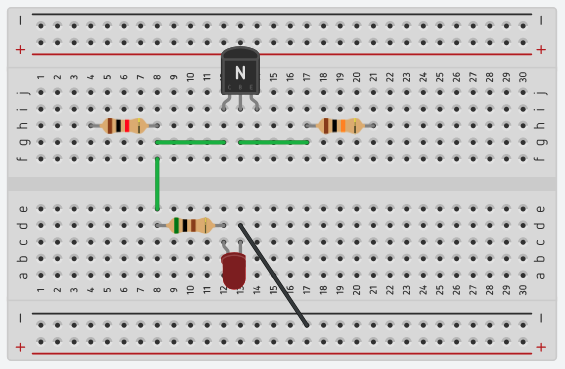 − −
+ +
1 2 3 4 5 6 7 8 9 10 11 12 13 14 15 16 17 18 19 20 21 22 23 24 25 26 27 28 29 30
N
C B E
j j
i i
h h
g g
f f
e e
d d
c c
b b
a a
1 2 3 4 5 6 7 8 9 10 11 12 13 14 15 16 17 18 19 20 21 22 23 24 25 26 27 28 29 30
− −
+ +